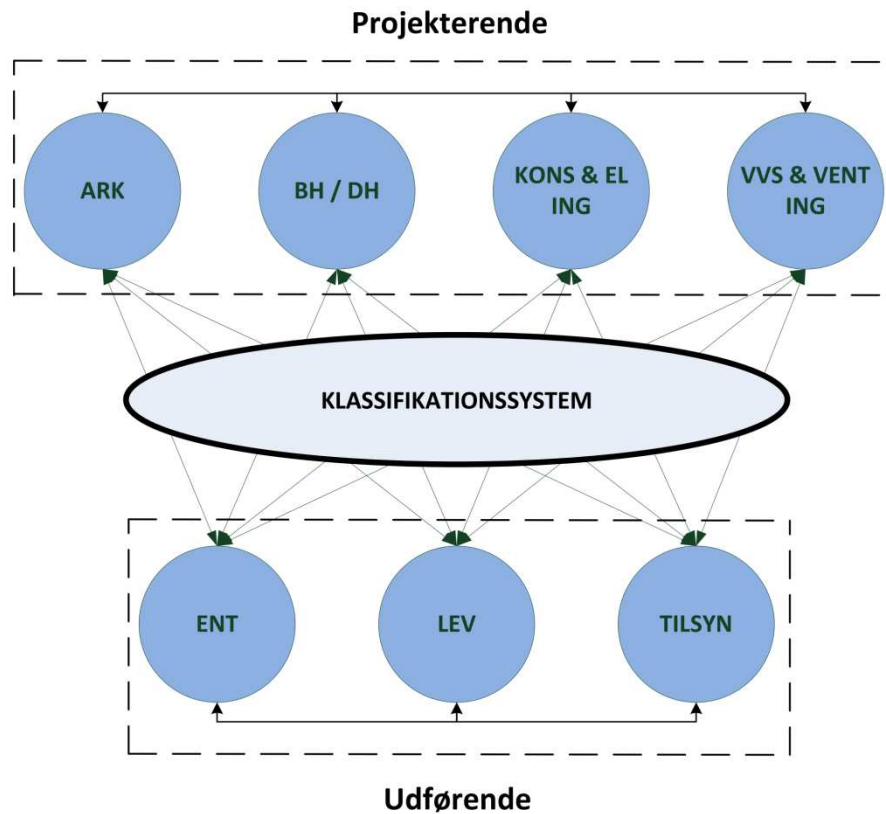 Projekterende
ARK
BH / DH
KONS & EL
ING
VVS & VENT
ING
KLASSIFIKATIONSSYSTEM
ENT
LEV
TILSYN
Udførende